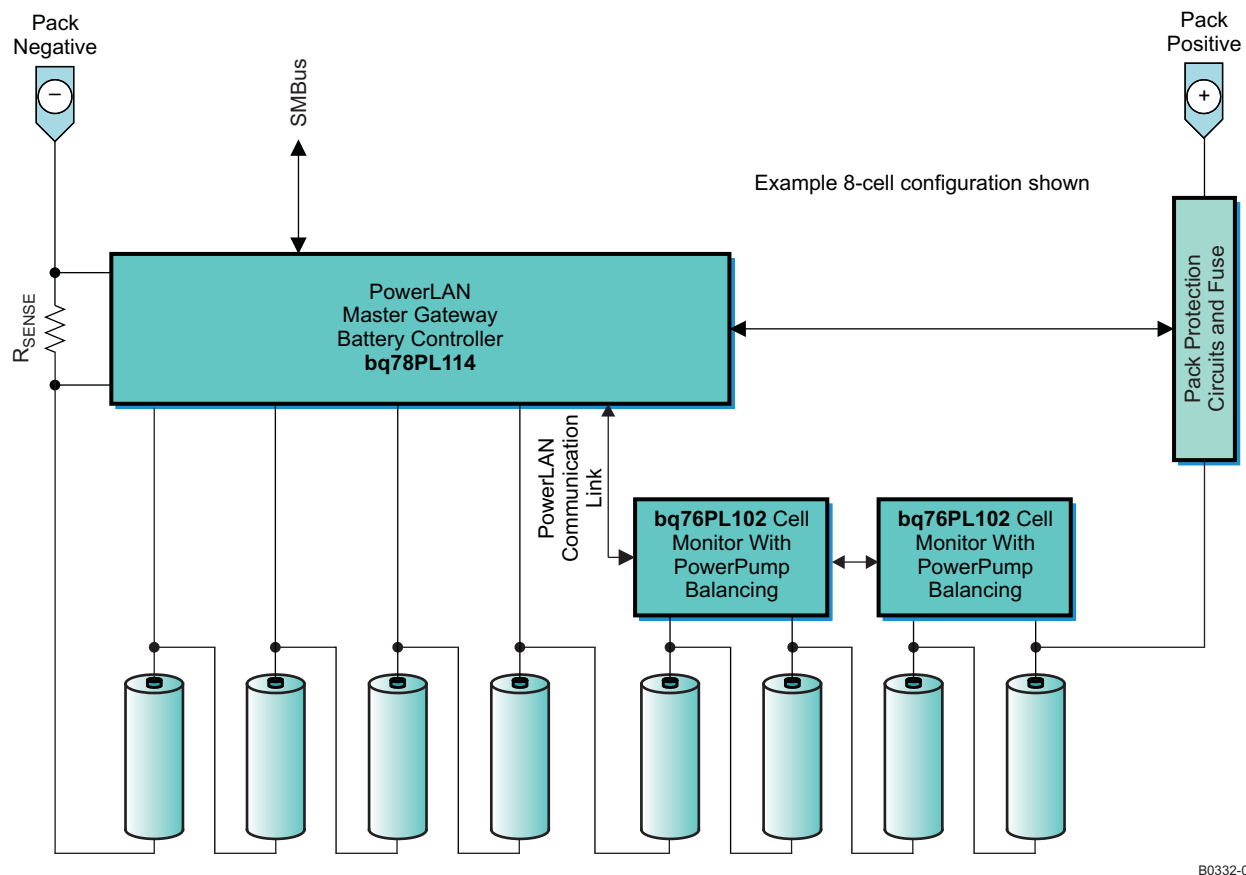 Pack
Negative
−
Pack
Positive
+
SMBus
Example 8-cell configuration shown
RSENSE
PowerLAN
Master Gateway
Battery Controller
bq78PL114
Pack Protection
Circuits and Fuse
PowerLAN
Communication
Link
bq76PL102 Cell
Monitor With
PowerPump
Balancing
bq76PL102 Cell
Monitor With
PowerPump
Balancing